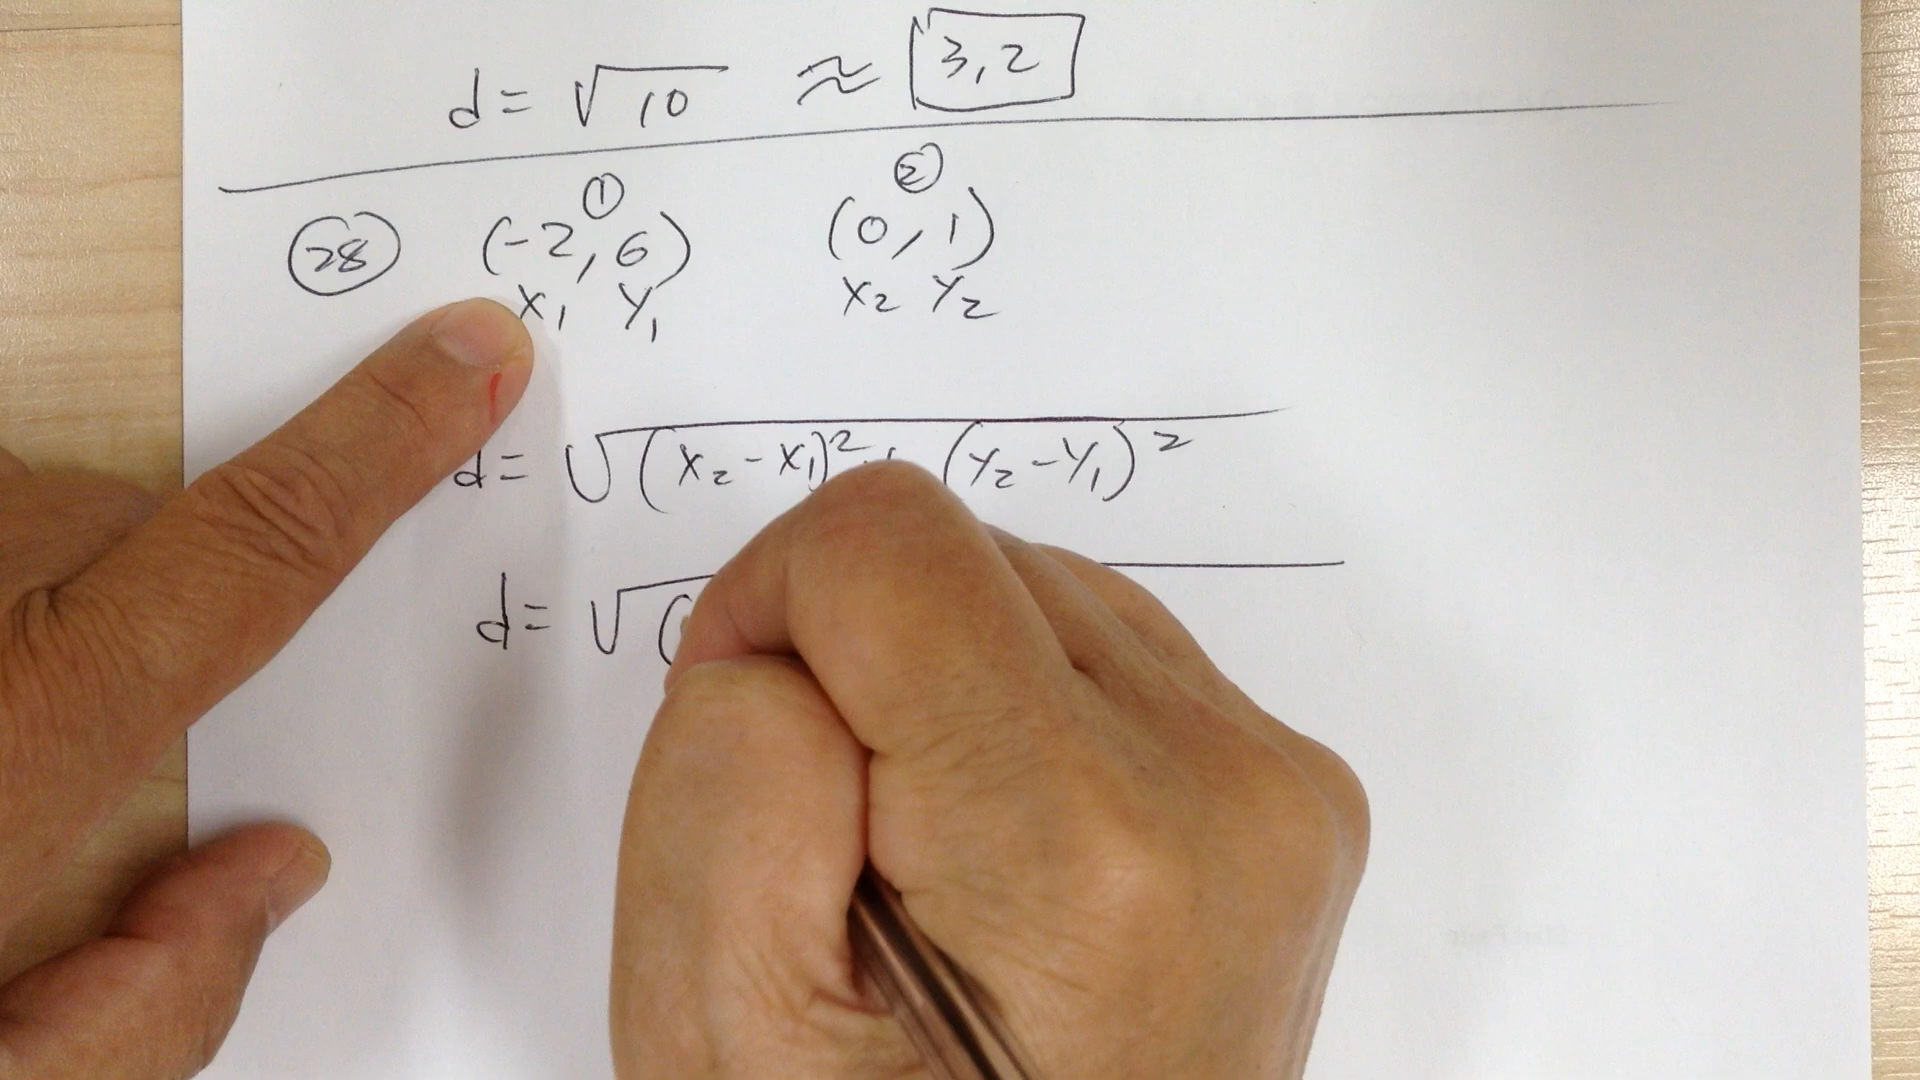 d = √10 ≈ 3,2
① ②
28 (-2, 6) (0, 1)
x₁ y₁ x₂ y₂
d = √(x₂ - x₁)² + (y₂ - y₁)²
d = √(